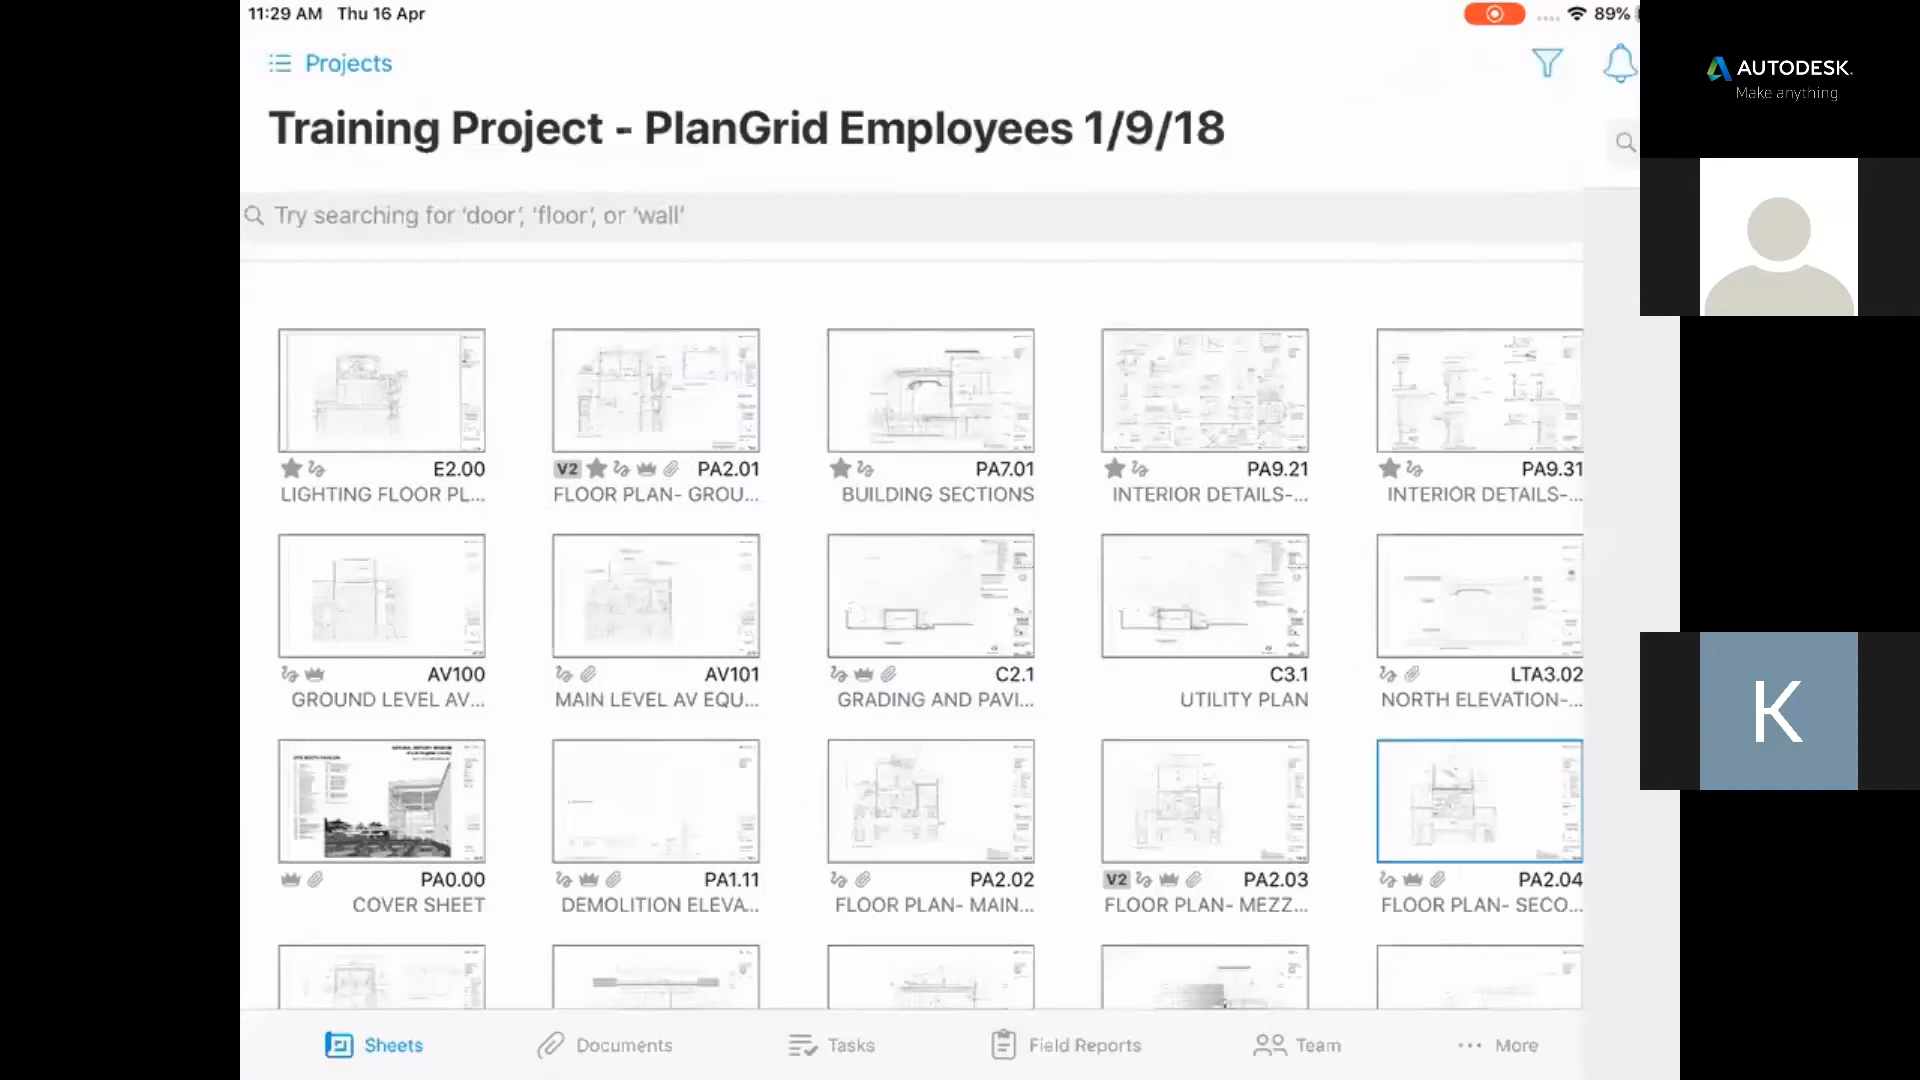 11:29 AM Thu 16 Apr
89%
Projects
AUTODESK.
Make anything.
Training Project - PlanGrid Employees 1/9/18
Try searching for ‘door’, ‘floor’, or ‘wall’
E2.00
LIGHTING FLOOR PL...
V2 PA2.01
FLOOR PLAN- GROU...
PA7.01
BUILDING SECTIONS
PA9.21
INTERIOR DETAILS-...
PA9.31
INTERIOR DETAILS-...
AV100
GROUND LEVEL AV...
AV101
MAIN LEVEL AV EQU...
C2.1
GRADING AND PAVI...
C3.1
UTILITY PLAN
LTA3.02
NORTH ELEVATION-...
K
PA0.00
COVER SHEET
PA1.11
DEMOLITION ELEVA...
PA2.02
FLOOR PLAN- MAIN...
V2 PA2.03
FLOOR PLAN- MEZZ...
PA2.04
FLOOR PLAN- SECO...
Sheets
Documents
Tasks
Field Reports
Team
More